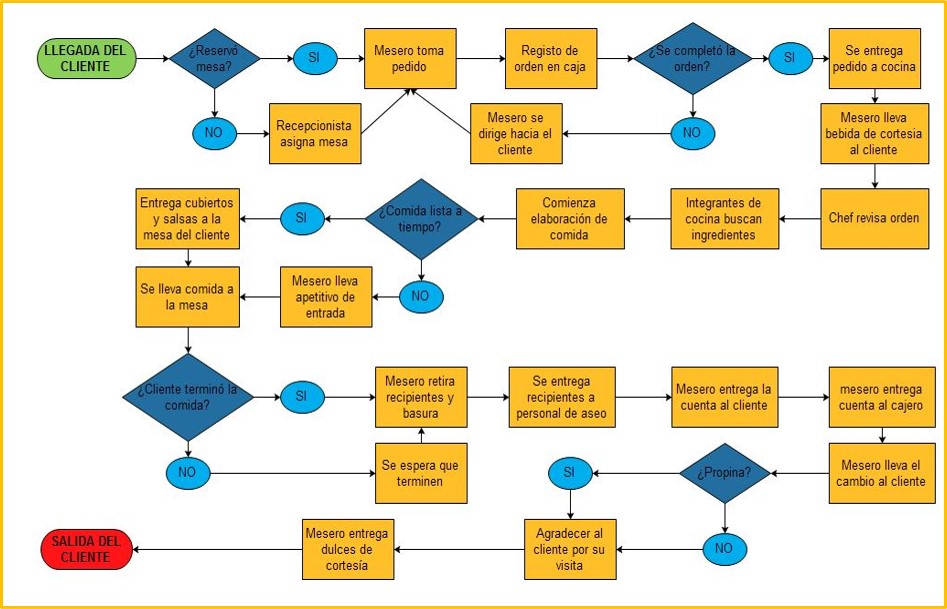 LLEGADA DEL
CLIENTE
¿Reservó
mesa?
SI
NO
Recepcionista
asigna mesa
Mesero toma
pedido
Registo de
orden en caja
¿Se completó la
orden?
SI
NO
Mesero se
dirige hacia el
cliente
Se entrega
pedido a cocina
Mesero lleva
bebida de cortesia
al cliente
Chef revisa orden
Integrantes de
cocina buscan
ingredientes
Comienza
elaboración de
comida
¿Comida lista a
tiempo?
SI
NO
Entrega cubiertos
y salsas a la
mesa del cliente
Mesero lleva
apetitivo de
entrada
Se lleva comida a
la mesa
¿Cliente terminó la
comida?
SI
NO
Se espera que
terminen
Mesero retira
recipientes y
basura
Se entrega
recipientes a
personal de aseo
Mesero entrega la
cuenta al cliente
mesero entrega
cuenta al cajero
Mesero lleva el
cambio al cliente
¿Propina?
SI
NO
Agradecer al
cliente por su
visita
Mesero entrega
dulces de
cortesía
SALIDA DEL
CLIENTE